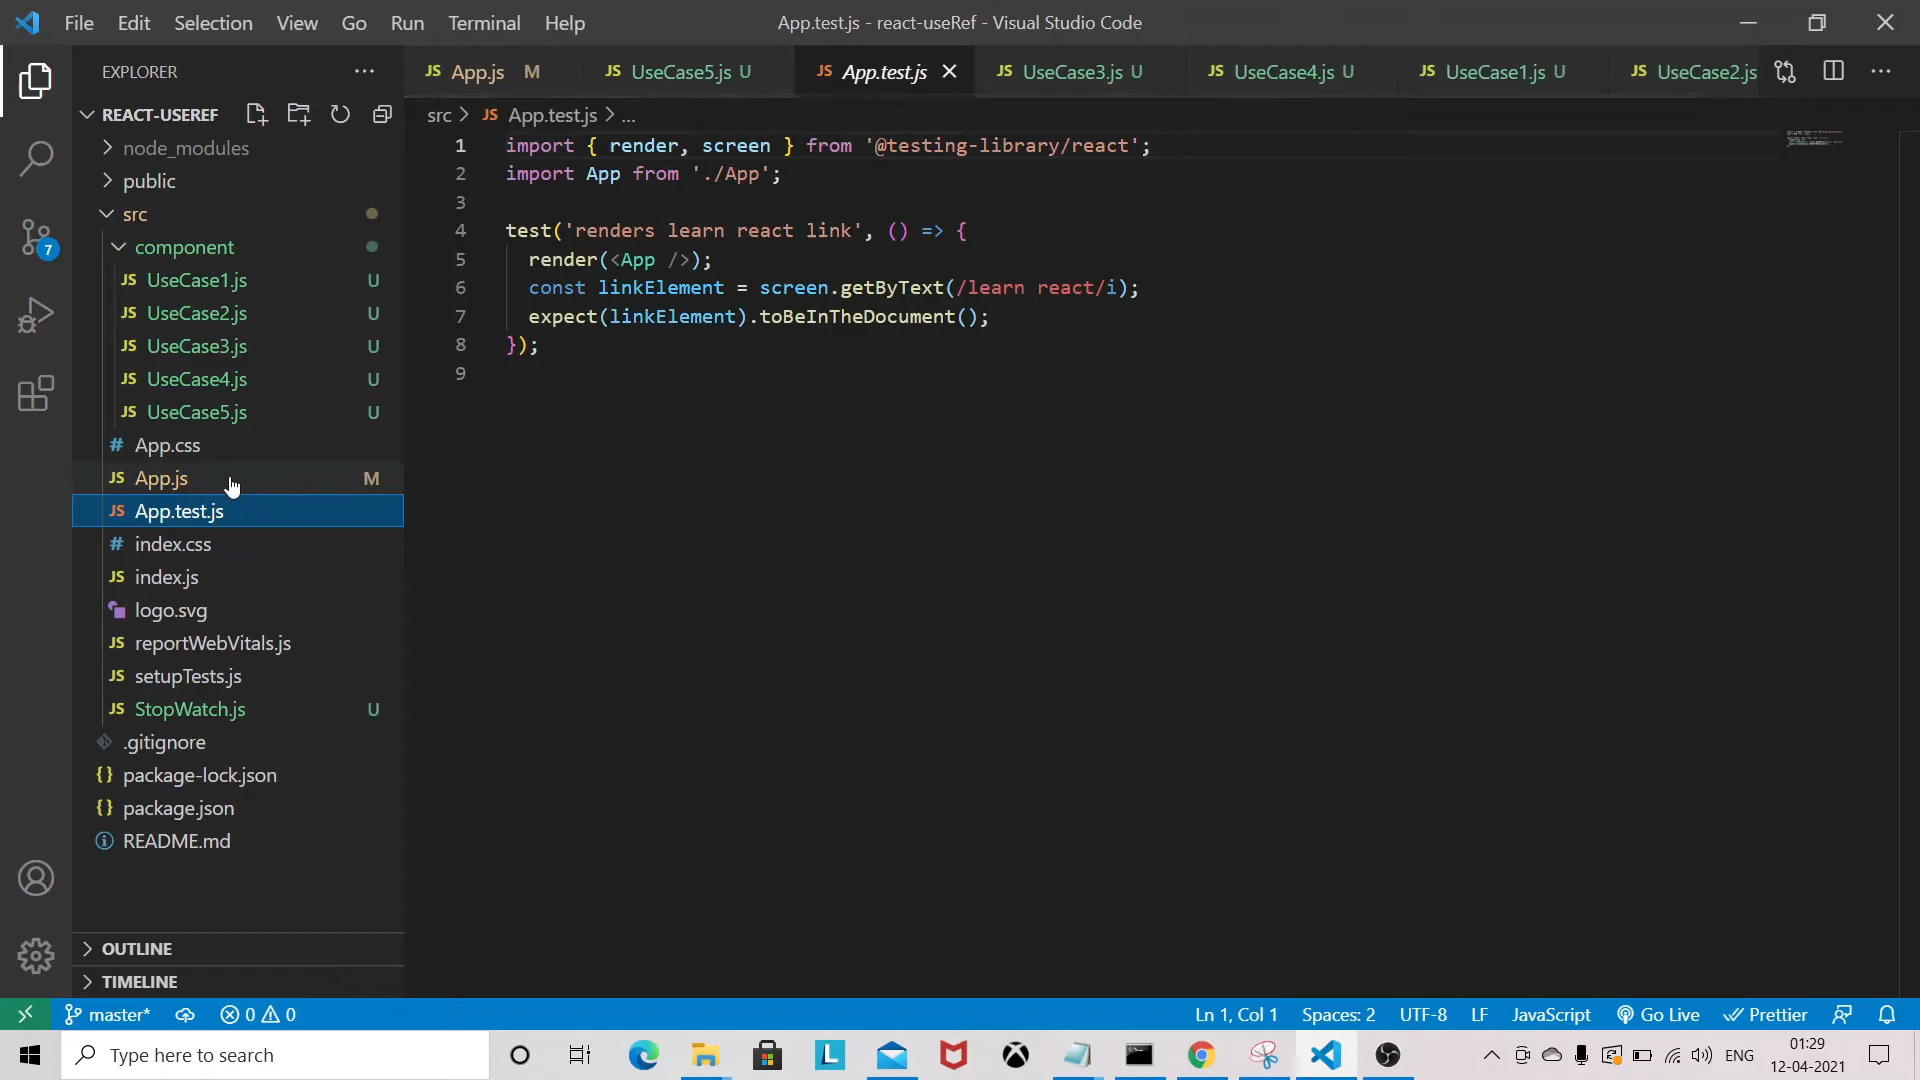 File Edit Selection View Go Run Terminal Help
App.test.js - react-useRef - Visual Studio Code
EXPLORER
App.js M
UseCase5.js U
App.test.js
UseCase3.js U
UseCase4.js U
UseCase1.js U
UseCase2.js
REACT-USEREF
src > JS App.test.js > ...
node_modules
public
src
component
JS UseCase1.js U
JS UseCase2.js U
JS UseCase3.js U
JS UseCase4.js U
JS UseCase5.js U
# App.css
JS App.js M
JS App.test.js
# index.css
JS index.js
logo.svg
JS reportWebVitals.js
JS setupTests.js
JS StopWatch.js U
.gitignore
{} package-lock.json
{} package.json
README.md
OUTLINE
TIMELINE
1 import { render, screen } from '@testing-library/react';
2 import App from './App';
3
4 test('renders learn react link', () => {
5 render(<App />);
6 const linkElement = screen.getByText(/learn react/i);
7 expect(linkElement).toBeInTheDocument();
8 });
9
7
master* 0 0
Ln 1, Col 1 Spaces: 2 UTF-8 LF JavaScript Go Live Prettier
Type here to search
L
ENG
01:29
12-04-2021